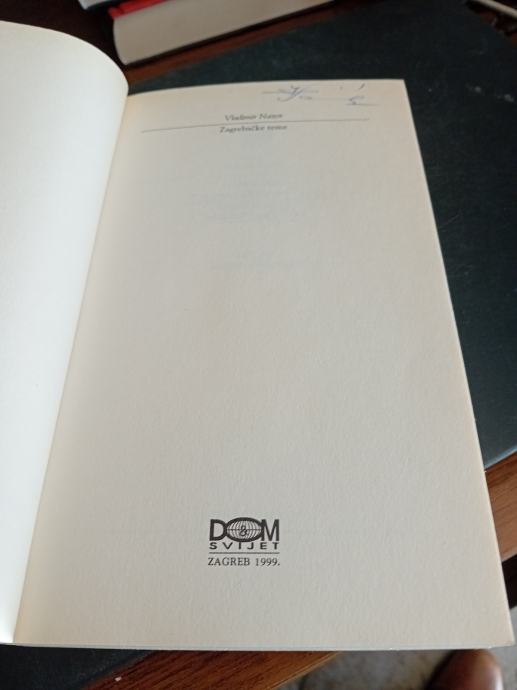 Vladimir Nazor
Zagrebačke teme
DOM
SVIJET
ZAGREB 1999.